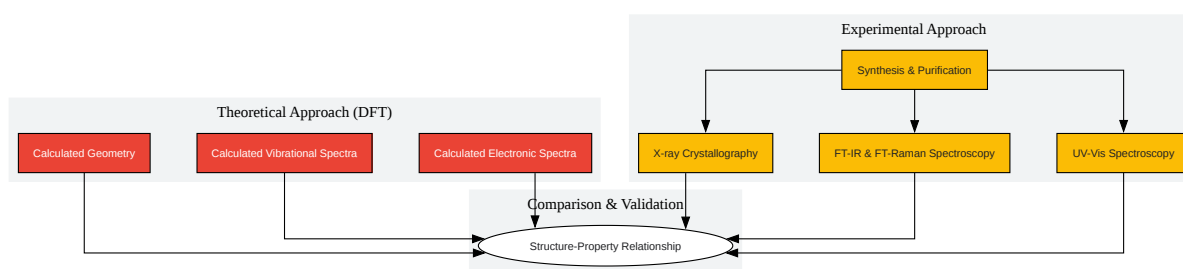 Experimental Approach
Synthesis & Purification
Theoretical Approach (DFT)
Calculated Geometry
Calculated Vibrational Spectra
Calculated Electronic Spectra
X-ray Crystallography
FT-IR & FT-Raman Spectroscopy
UV-Vis Spectroscopy
Comparison & Validation
Structure-Property Relationship